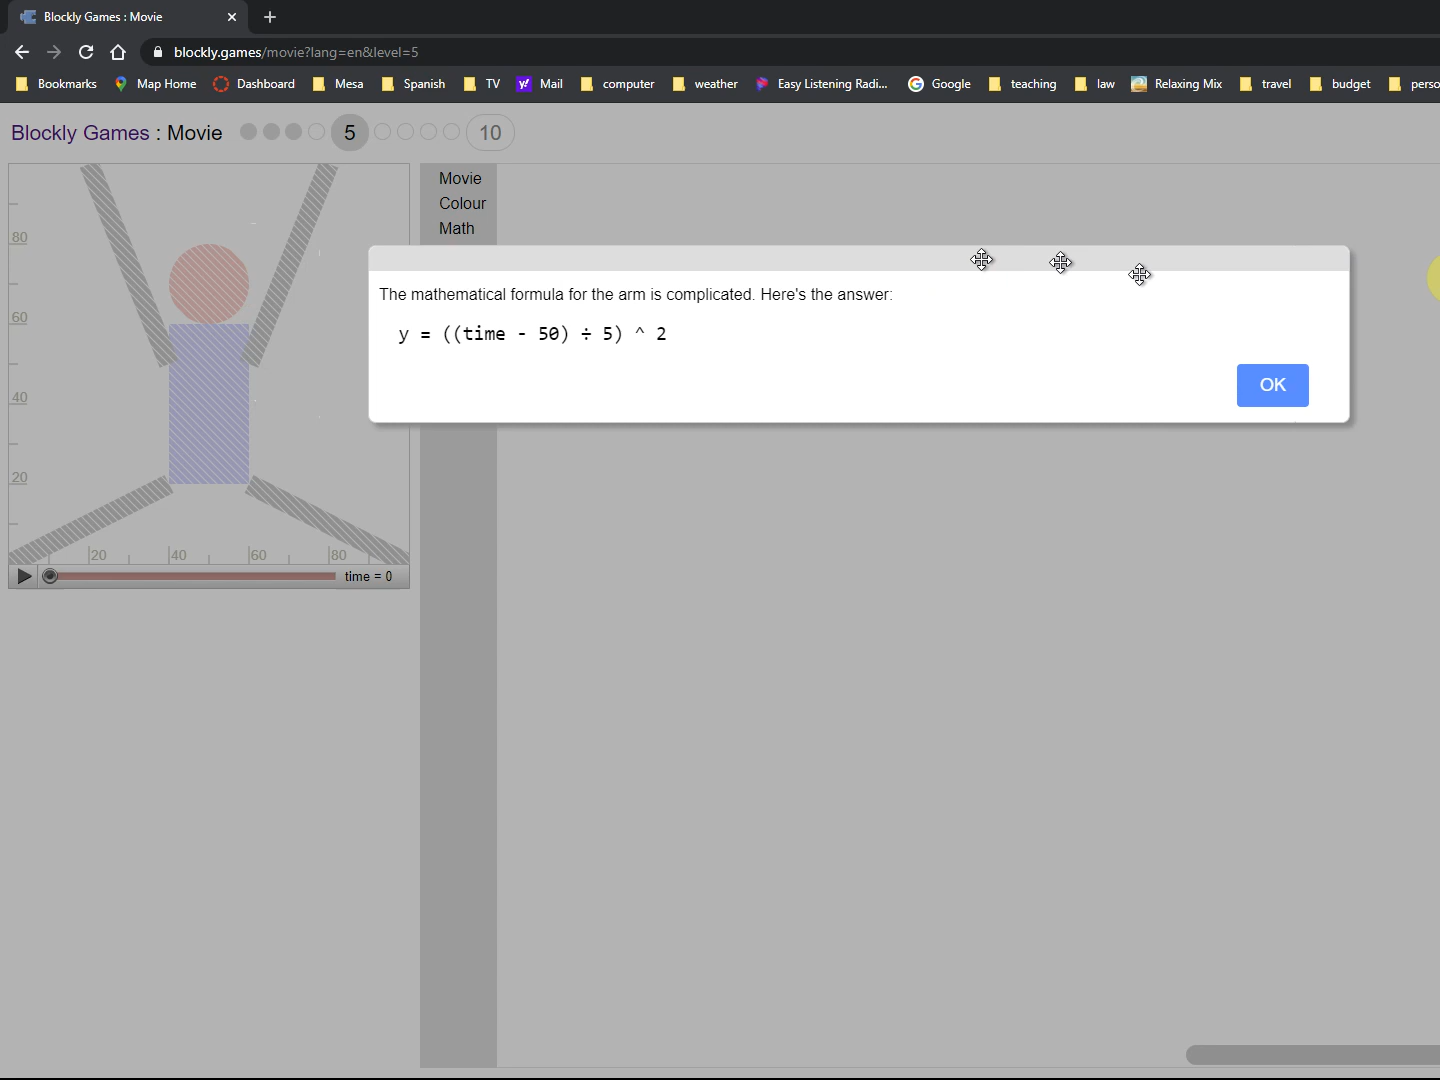 Blockly Games : Movie
blockly.games/movie?lang=en&level=5
Bookmarks Map Home Dashboard Mesa Spanish TV Mail computer weather Easy Listening Radi... Google teaching law Relaxing Mix travel budget perso
Blockly Games : Movie 5 10
Movie
Colour
Math
80
60
40
20
20 40 60 80
time = 0
The mathematical formula for the arm is complicated. Here's the answer:
y = ((time - 50) ÷ 5) ^ 2
OK